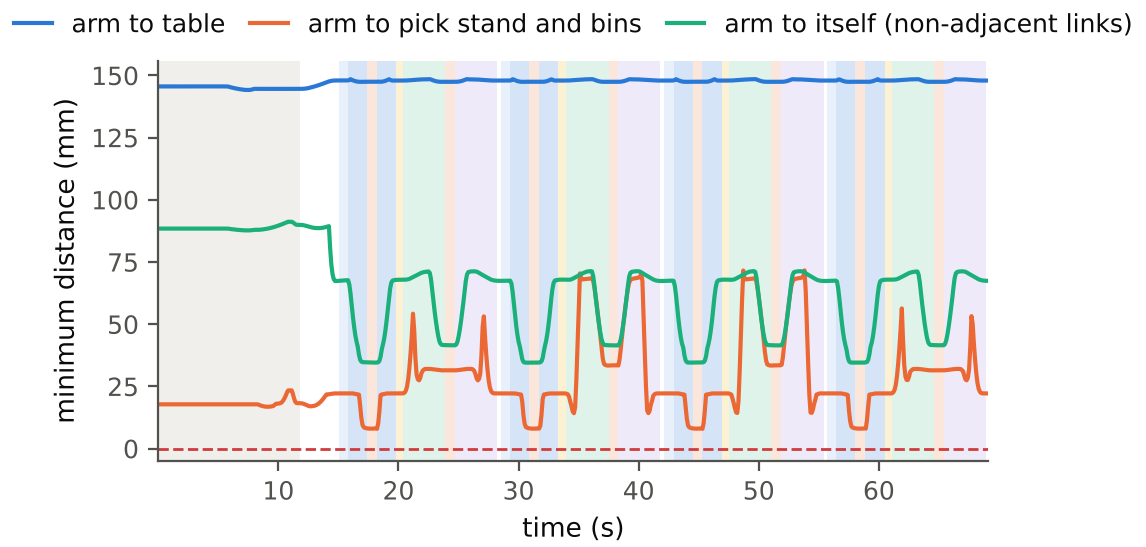 arm to table arm to pick stand and bins arm to itself (non-adjacent links)
150
125
100
75
50
25
0
minimum distance (mm)
10 20 30 40 50 60
time (s)